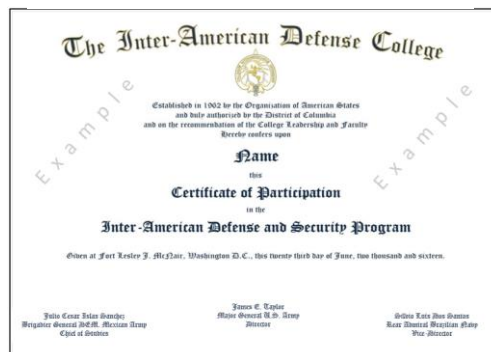 The Inter-American Defense College
Established in 1962 by the Organization of American States
and duly authorized by the District of Columbia
and on the recommendation of the College Leadership and Faculty
Hereby confers upon
Example
Example
Name
this
Certificate of Participation
in the
Inter-American Defense and Security Program
Given at Fort Lesley J. McNair, Washington D.C., this twenty third day of June, two thousand and sixteen.
Julio Cesar Islas Sanchez
Brigadier General DEM. Mexican Army
Chief of Studies
James E. Taylor
Major General U.S. Army
Director
Silvio Luis dos Santos
Rear Admiral Brazilian Navy
Vice-Director